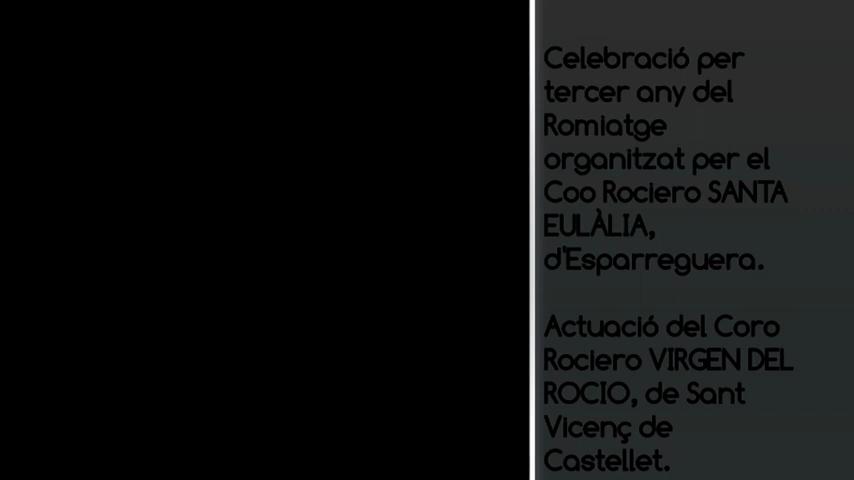 Celebració per
tercer any del
Romiatge
organitzat per el
Coo Rociero SANTA
EULÀLIA,
d'Esparreguera.
Actuació del Coro
Rociero VIRGEN DEL
ROCIO, de Sant
Vicenç de
Castellet.